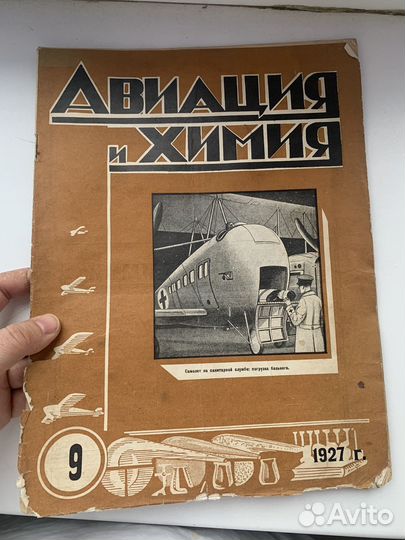 Авиация
и химия
Самолет на санитарной службе: погрузка больного.
9
1927 г.
Avito